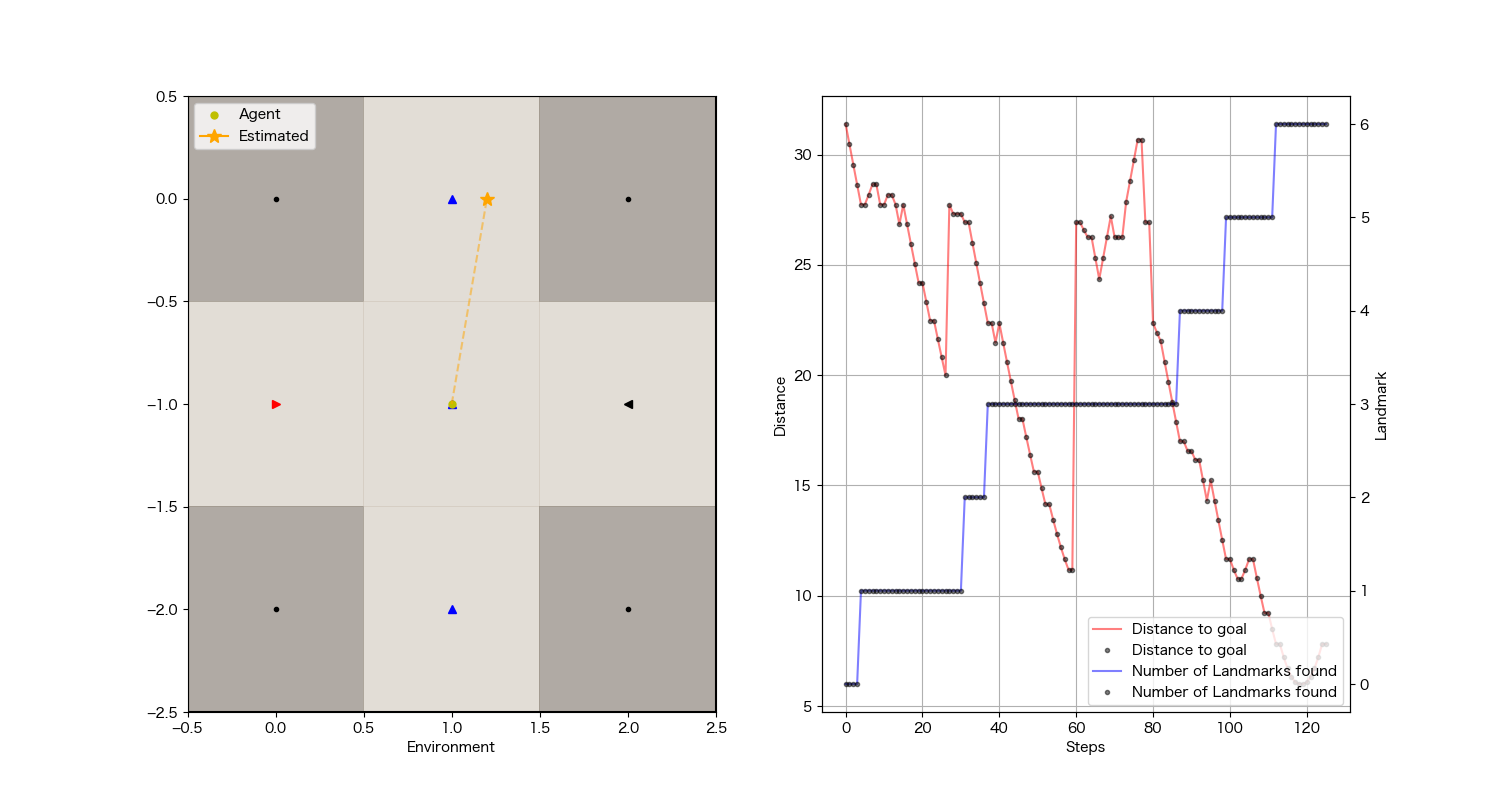 Agent
Estimated
0.5
0.0
−0.5
−1.0
−1.5
−2.0
−2.5
−0.5 0.0 0.5 1.0 1.5 2.0 2.5
Environment
Distance
30
25
20
15
10
5
0 20 40 60 80 100 120
Steps
6
5
4
3
2
1
0
Landmark
Distance to goal
Distance to goal
Number of Landmarks found
Number of Landmarks found